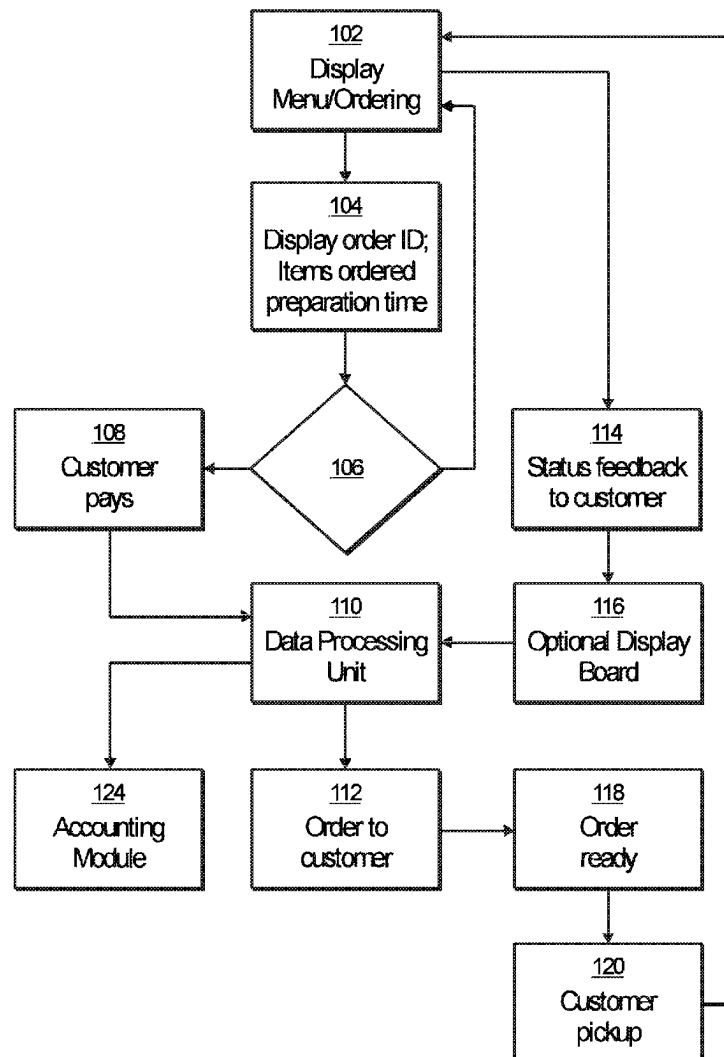 102
Display
Menu/Ordering
104
Display order ID;
Items ordered
preparation time
106
108
Customer
pays
114
Status feedback
to customer
110
Data Processing
Unit
116
Optional Display
Board
124
Accounting
Module
112
Order to
customer
118
Order
ready
120
Customer
pickup